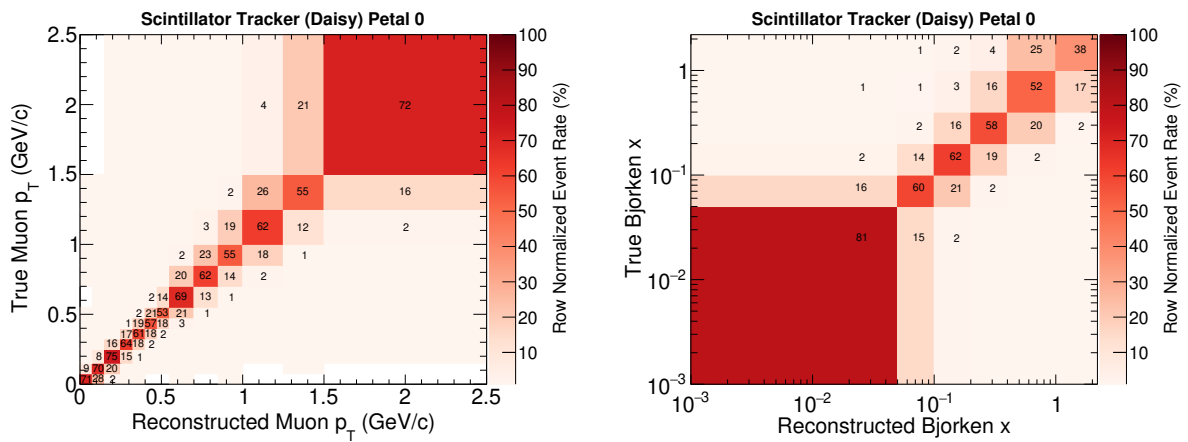 Scintillator Tracker (Daisy) Petal 0
True Muon p_T (GeV/c)
2.5
2
1.5
1
0.5
0
4 21 72
2 26 55 16
3 19 62 12 2
2 23 55 18 1
20 62 14 2
2 14 69 13 1
2 21 53 21 1
1 19 57 18 3
17 61 18 2
16 64 18 2
8 75 15 1
9 70 20
71 28 2
0 0.5 1 1.5 2 2.5
Reconstructed Muon p_T (GeV/c)
100
90
80
70
60
50
40
30
20
10
Row Normalized Event Rate (%)
Scintillator Tracker (Daisy) Petal 0
True Bjorken x
1
10⁻¹
10⁻²
10⁻³
1 2 4 25 38
1 1 3 16 52 17
2 16 58 20 2
2 14 62 19 2
16 60 21 2
81 15 2
10⁻³ 10⁻² 10⁻¹ 1
Reconstructed Bjorken x
100
90
80
70
60
50
40
30
20
10
Row Normalized Event Rate (%)